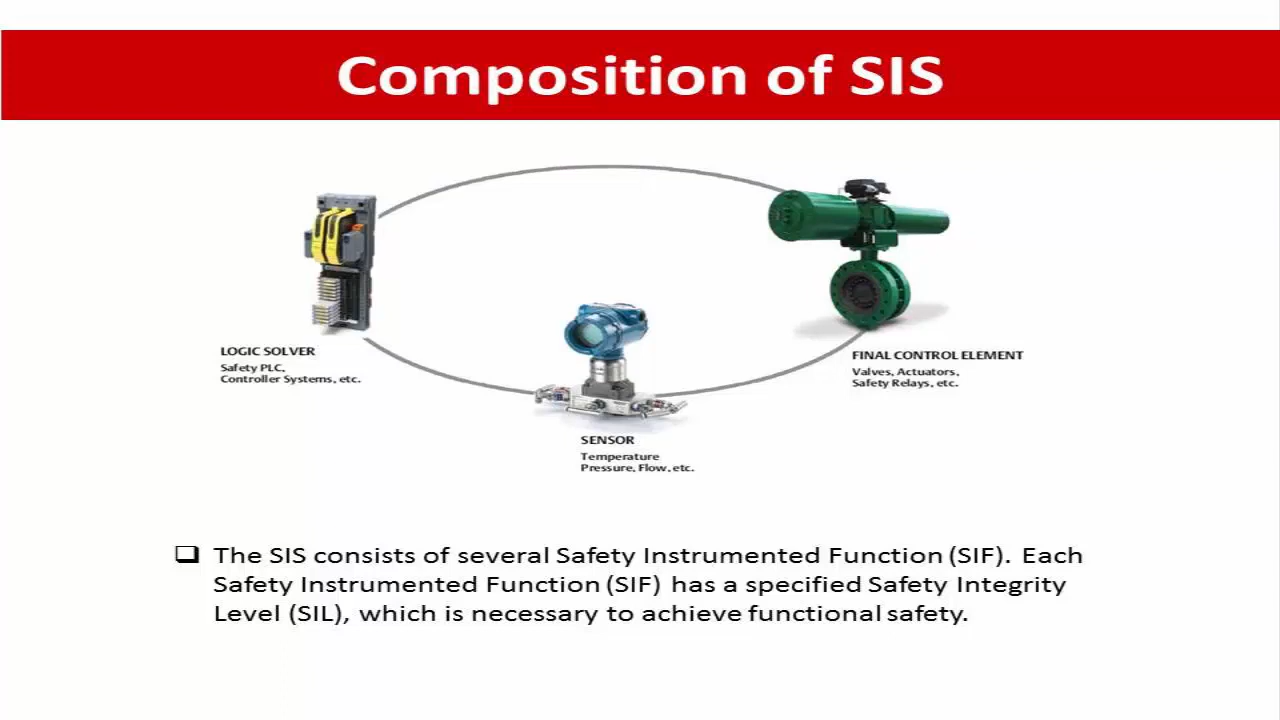 Composition of SIS
LOGIC SOLVER
Safety PLC,
Controller Systems, etc.
FINAL CONTROL ELEMENT
Valves, Actuators,
Safety Relays, etc.
SENSOR
Temperature
Pressure, Flow, etc.
The SIS consists of several Safety Instrumented Function (SIF). Each
Safety Instrumented Function (SIF) has a specified Safety Integrity
Level (SIL), which is necessary to achieve functional safety.